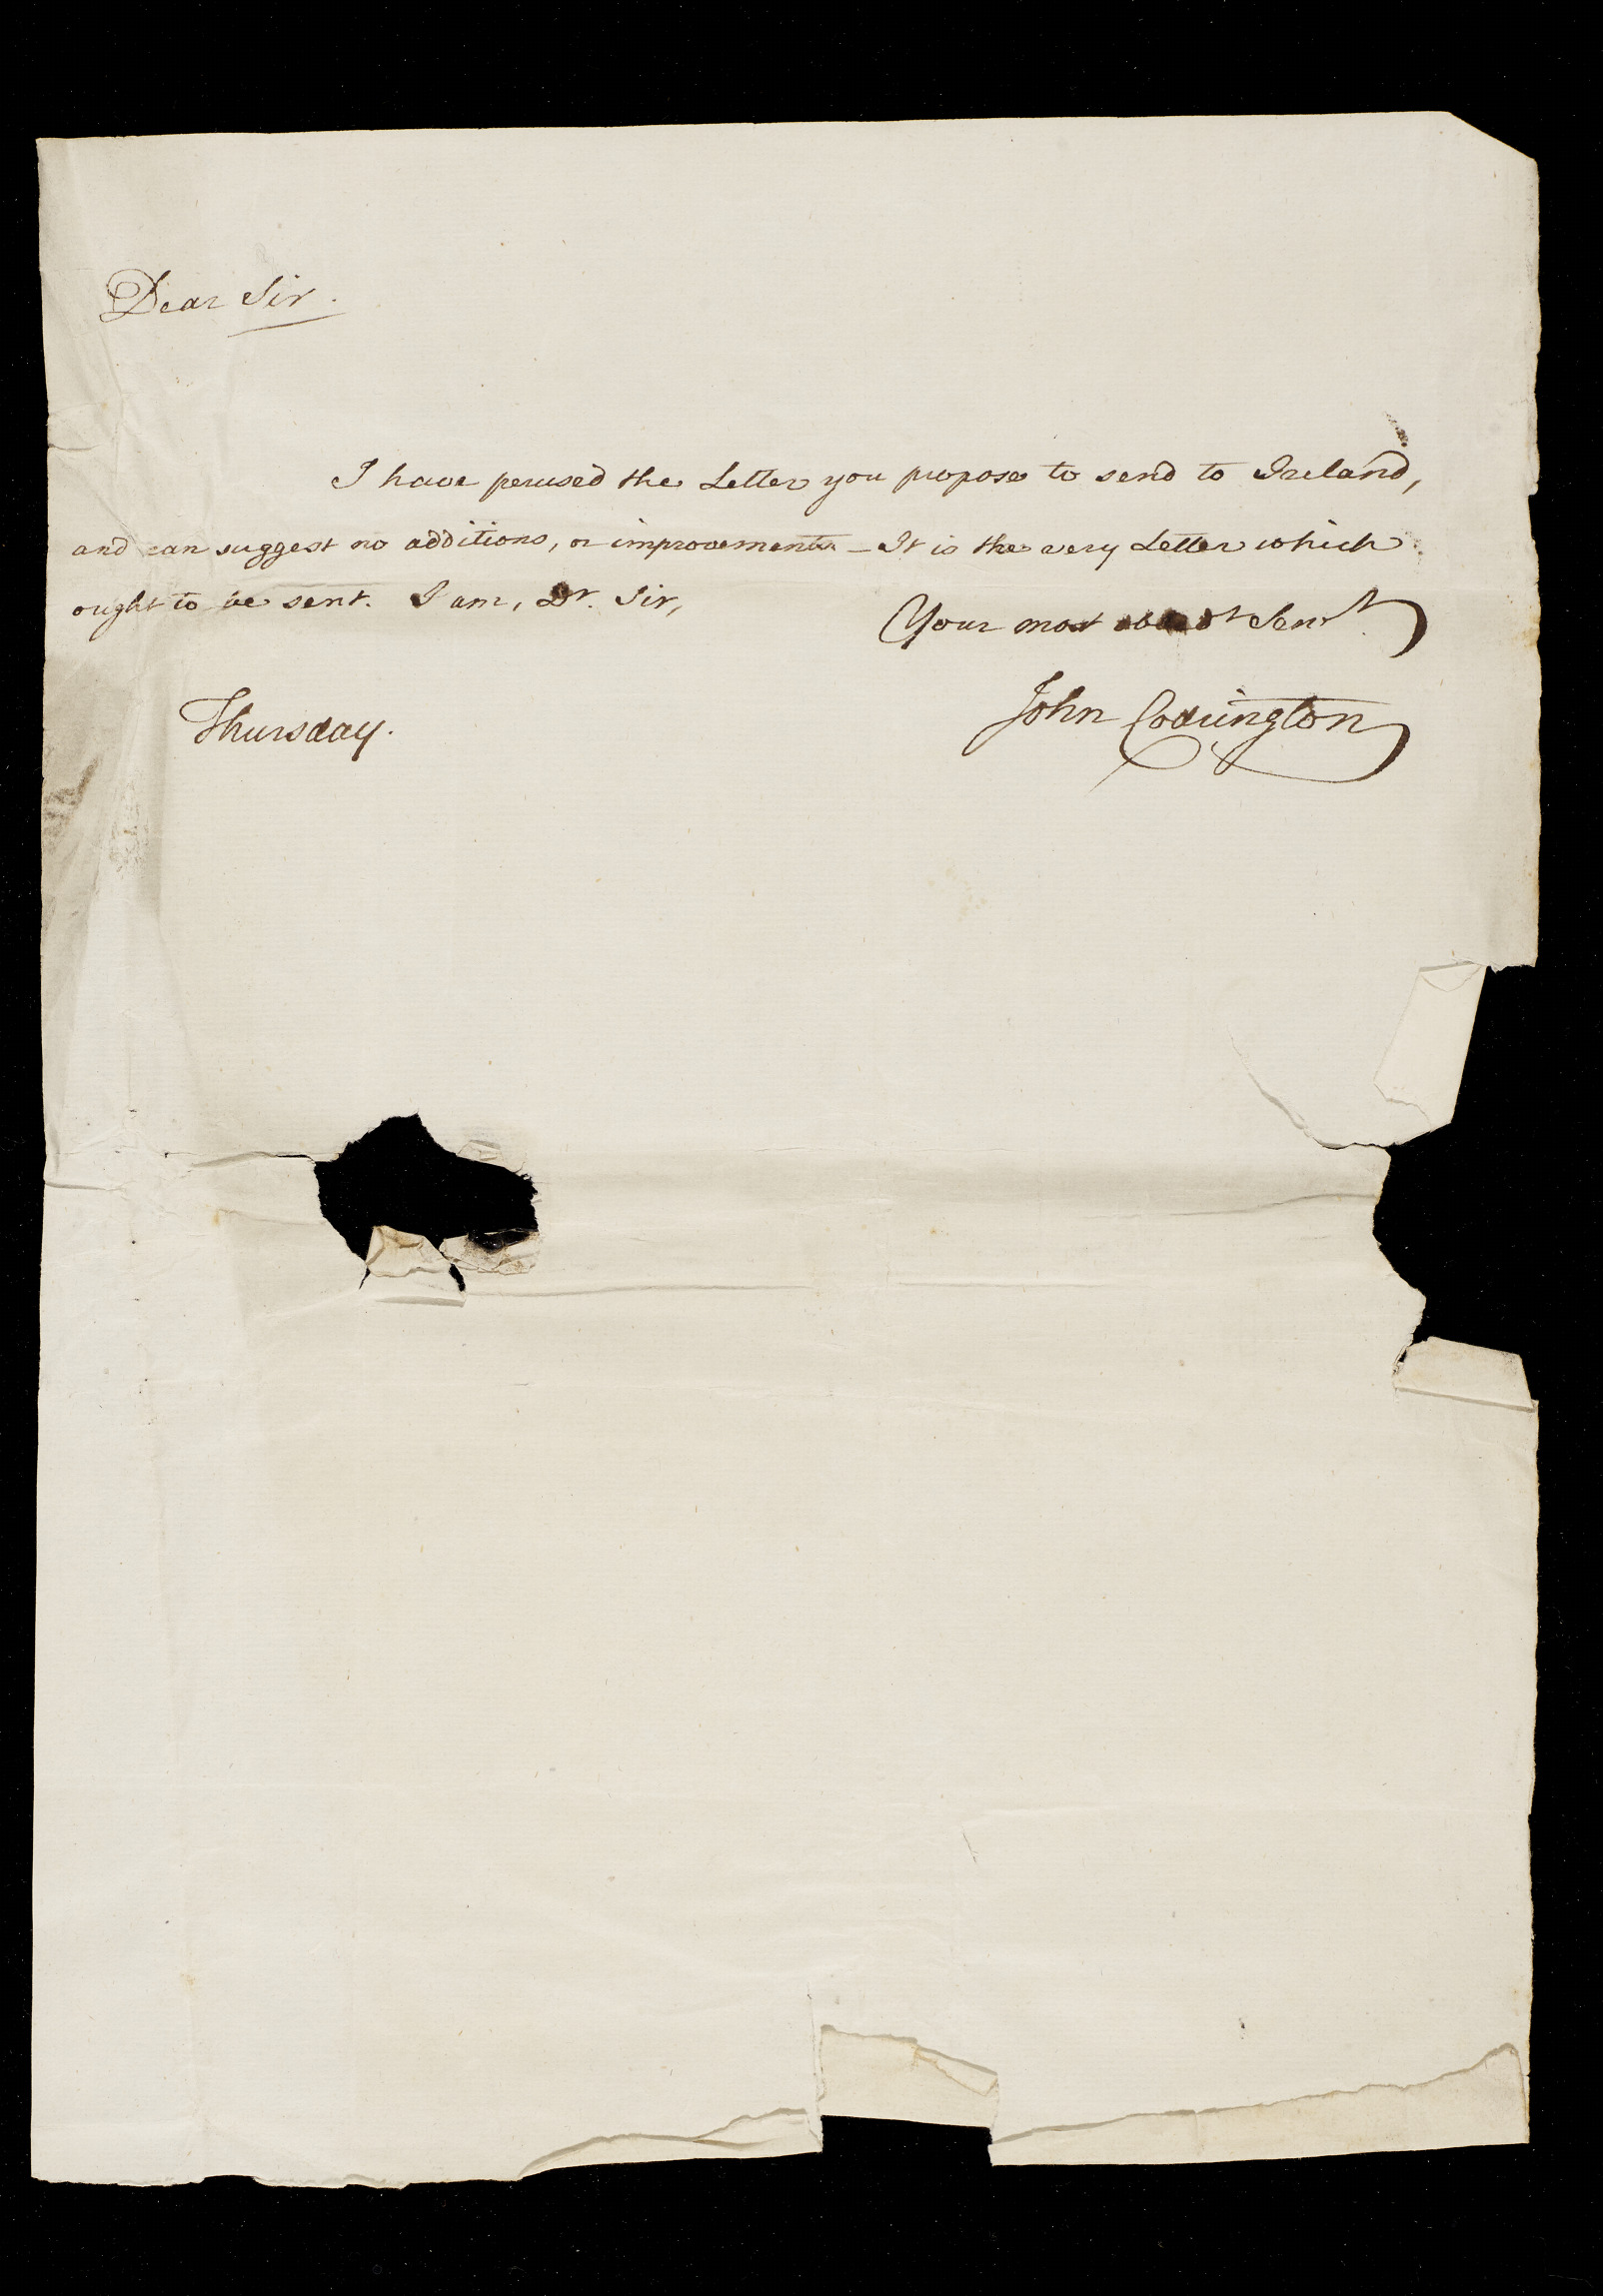 Dear Sir.
I have perused the Letter you propose to send to Ireland,
and can suggest no additions, or improvements – It is the very Letter which
ought to be sent. I am, Dr. Sir,
Your most Servt.
Thursday.
John Codrington